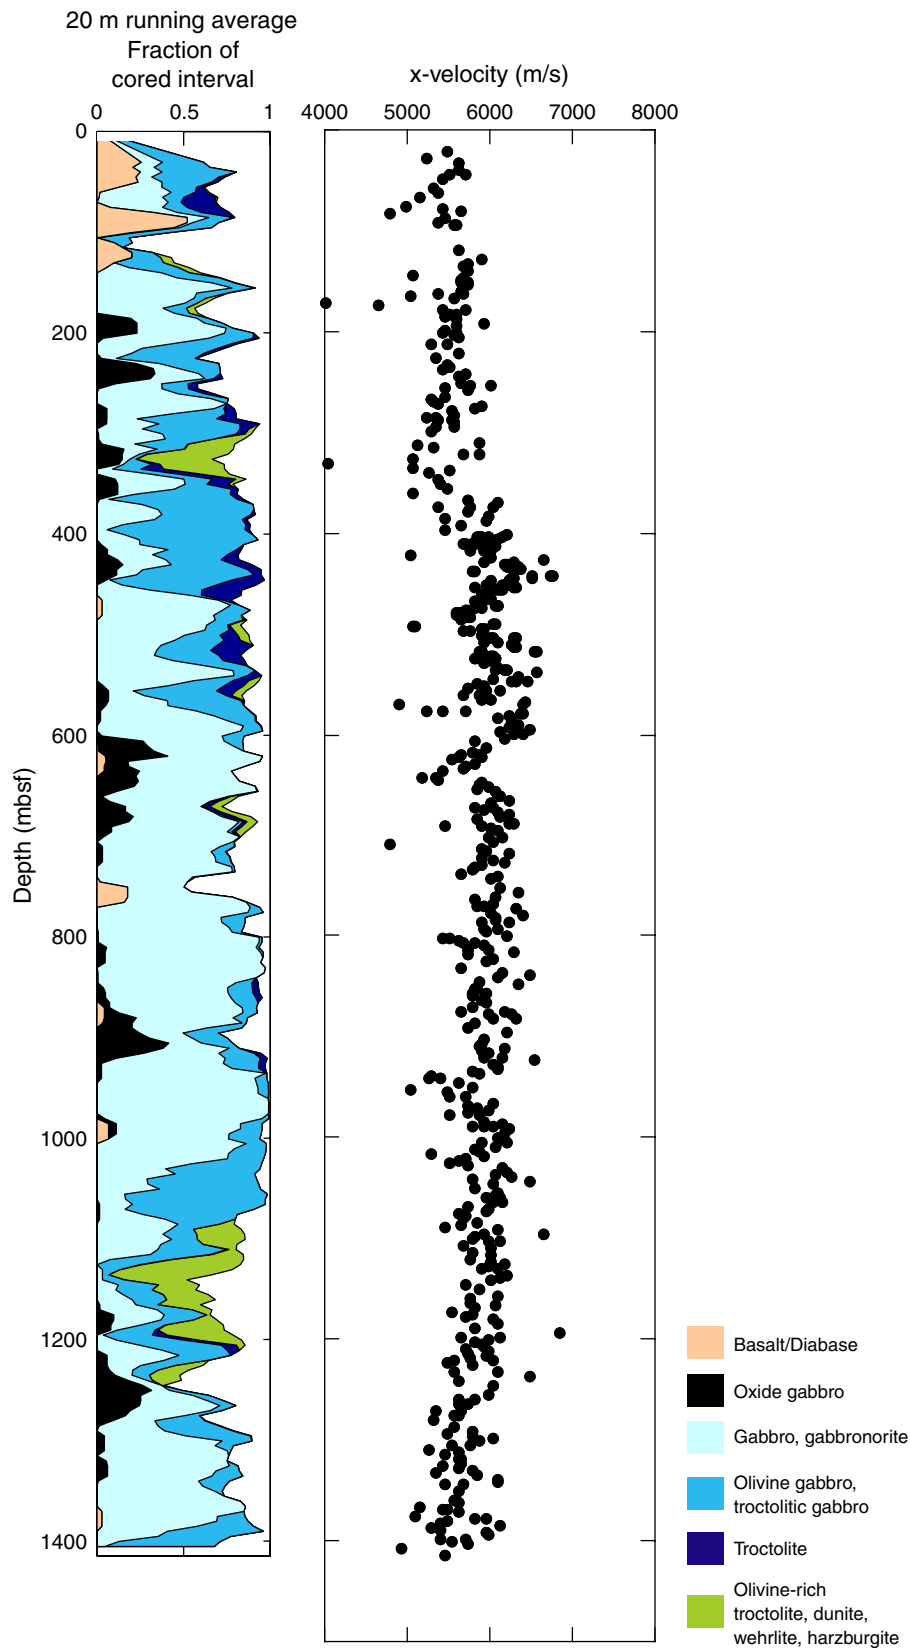 20 m running average
Fraction of
cored interval
x-velocity (m/s)
0 0.5 1
4000 5000 6000 7000 8000
0
200
400
600
800
1000
1200
1400
Depth (mbsf)
Basalt/Diabase
Oxide gabbro
Gabbro, gabbronorite
Olivine gabbro,
troctolitic gabbro
Troctolite
Olivine-rich
troctolite, dunite,
wehrlite, harzburgite